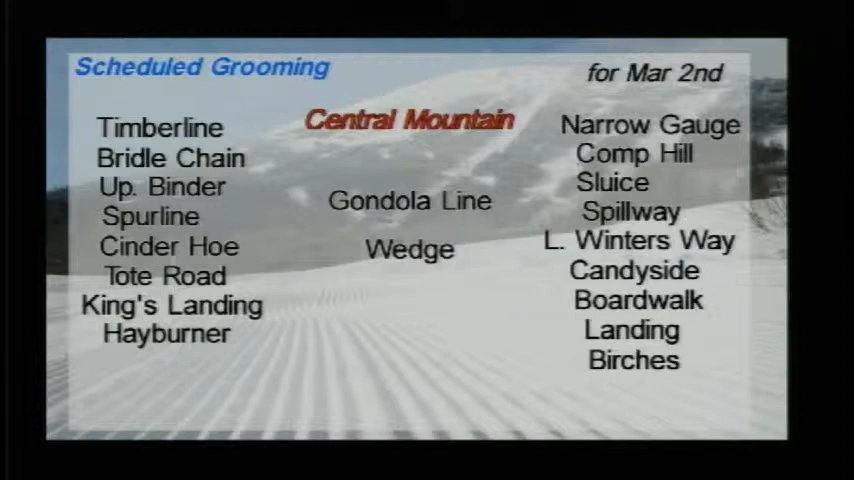 Scheduled Grooming
for Mar 2nd
Central Mountain
Timberline
Bridle Chain
Up. Binder
Spurline
Cinder Hoe
Tote Road
King's Landing
Hayburner
Gondola Line
Wedge
Narrow Gauge
Comp Hill
Sluice
Spillway
L. Winters Way
Candyside
Boardwalk
Landing
Birches